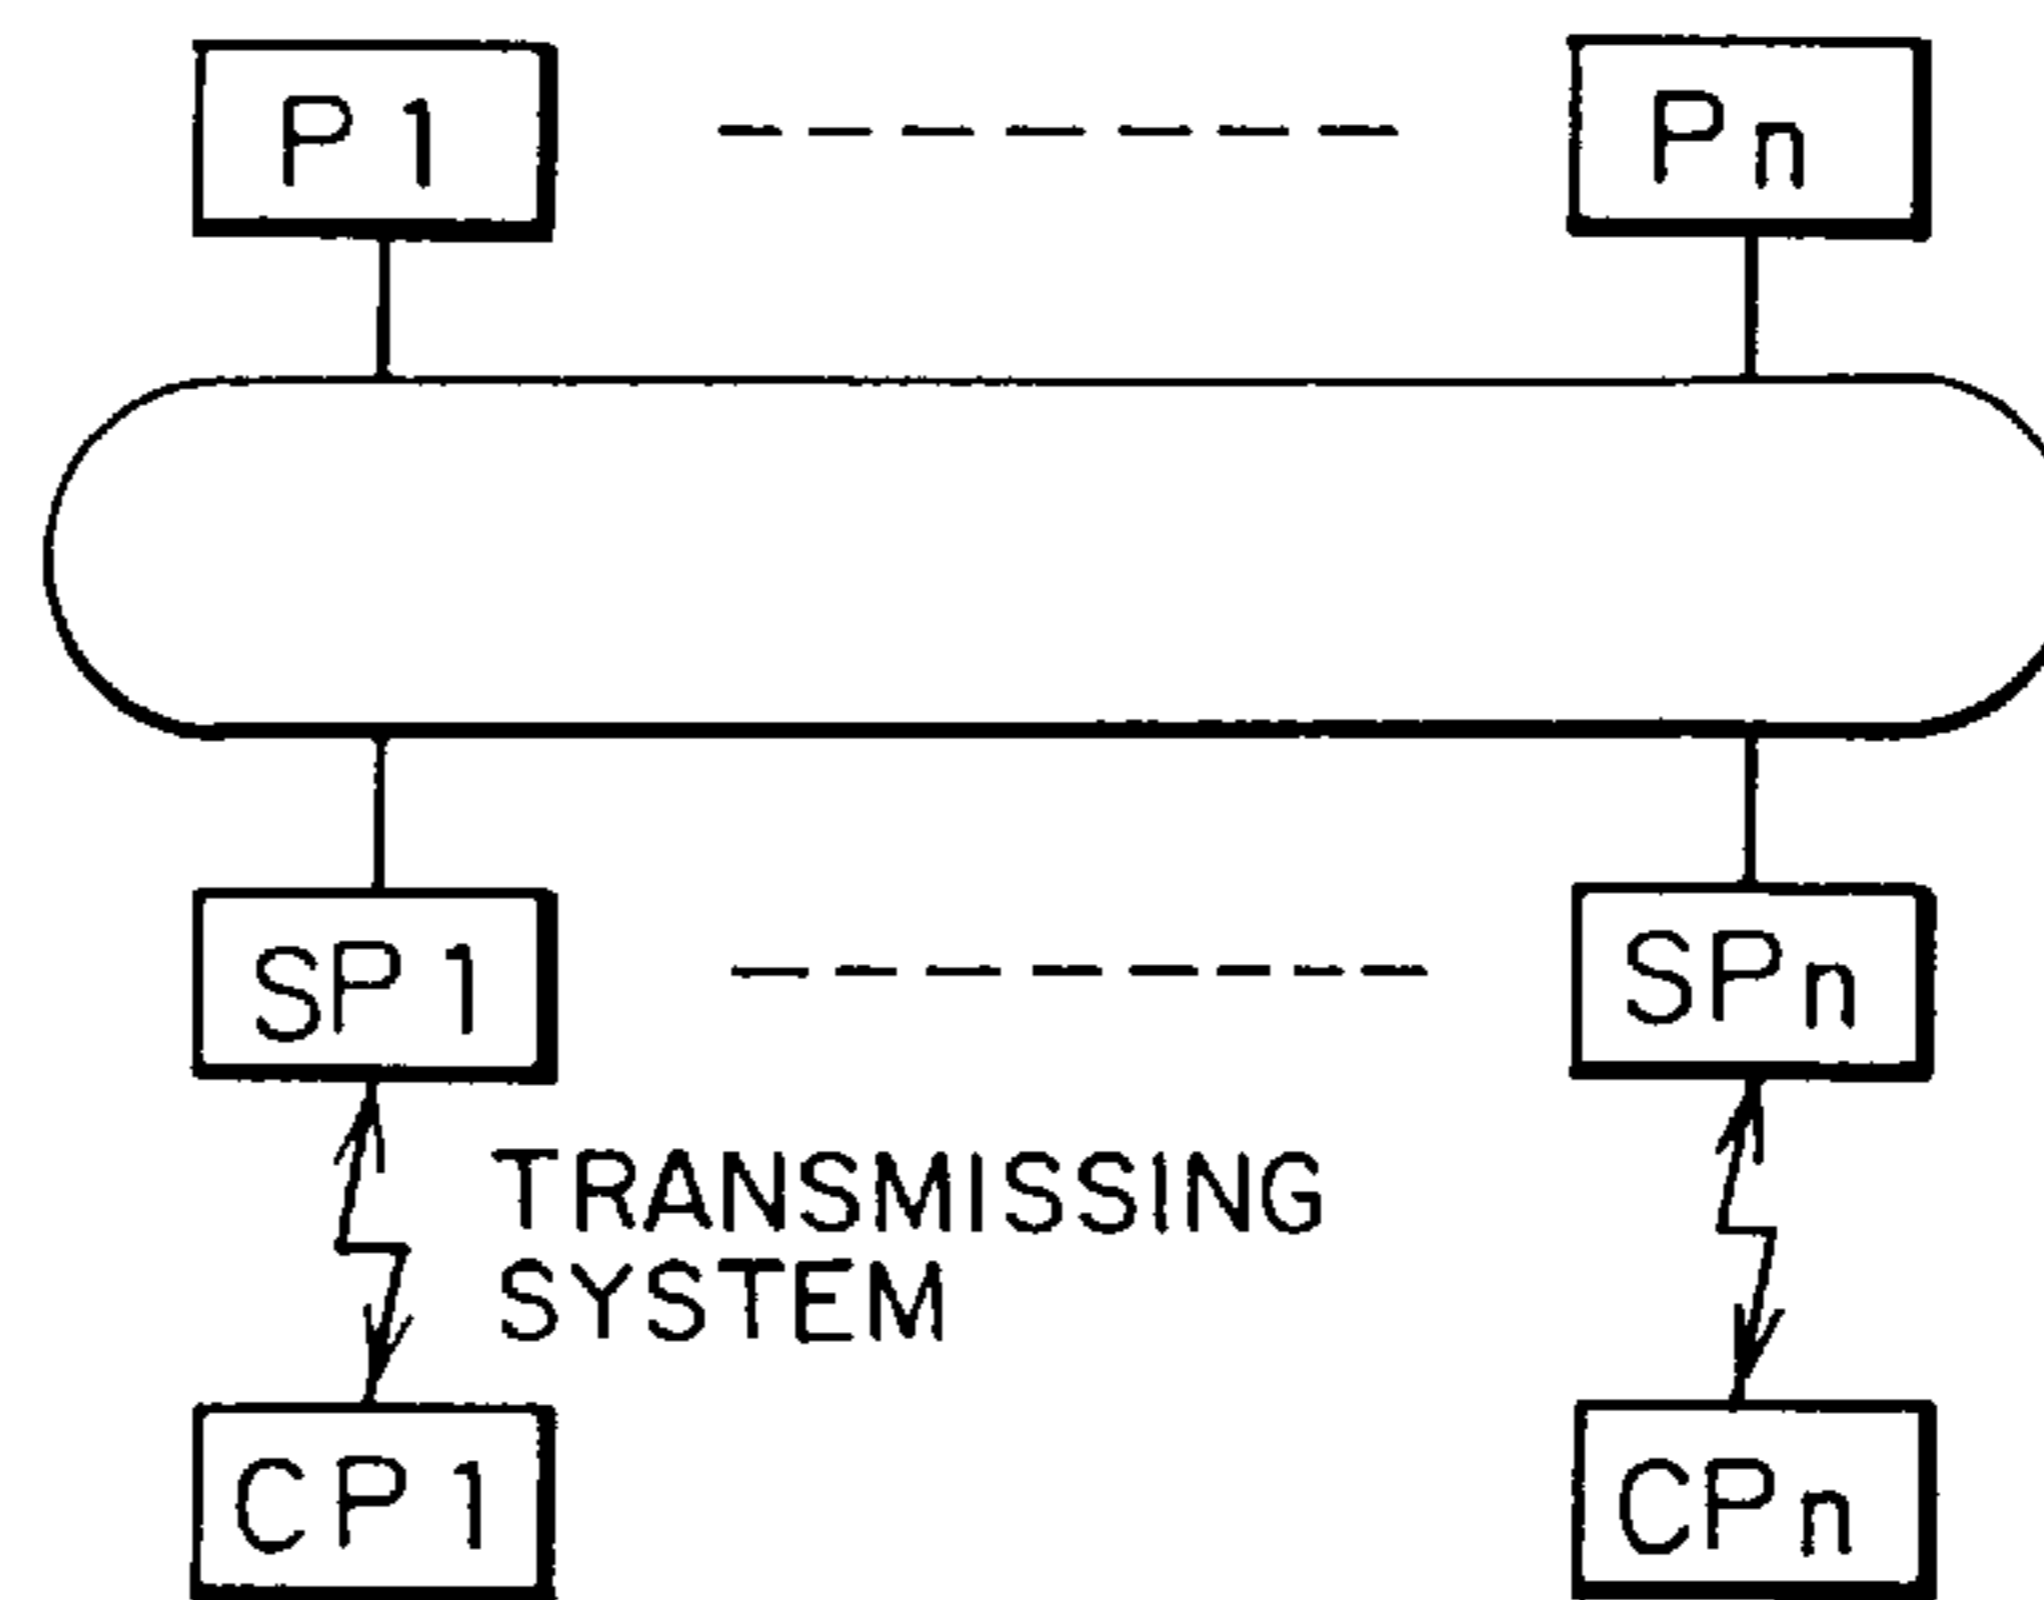 P1
Pn
SP1
SPn
TRANSMISSING
SYSTEM
CP1
CPn